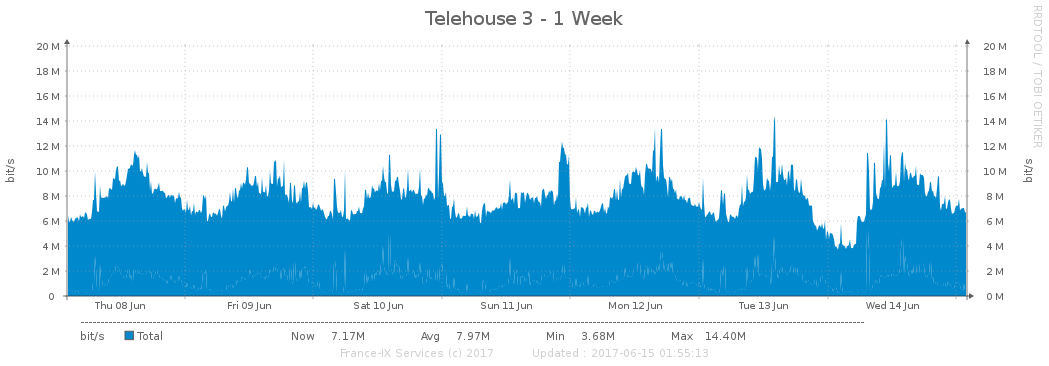 Telehouse 3 - 1 Week
RRDTOOL / TOBI OETIKER
20 M 20 M
18 M 18 M
16 M 16 M
14 M 14 M
12 M 12 M
10 M 10 M
8 M 8 M
6 M 6 M
4 M 4 M
2 M 2 M
0 0 M
bit/s bit/s
Thu 08 Jun Fri 09 Jun Sat 10 Jun Sun 11 Jun Mon 12 Jun Tue 13 Jun Wed 14 Jun
bit/s Total Now 7.17M Avg 7.97M Min 3.68M Max 14.40M
France-IX Services (c) 2017 Updated : 2017-06-15 01:55:13